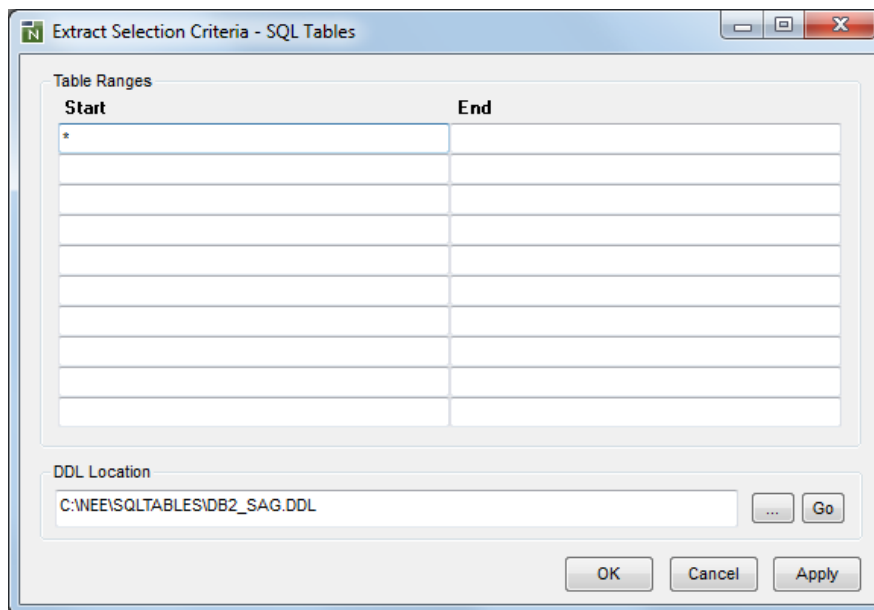 Extract Selection Criteria - SQL Tables
Table Ranges
Start End
*
DDL Location
C:\NEE\SQLTABLES\DB2_SAG.DDL ... Go
OK Cancel Apply